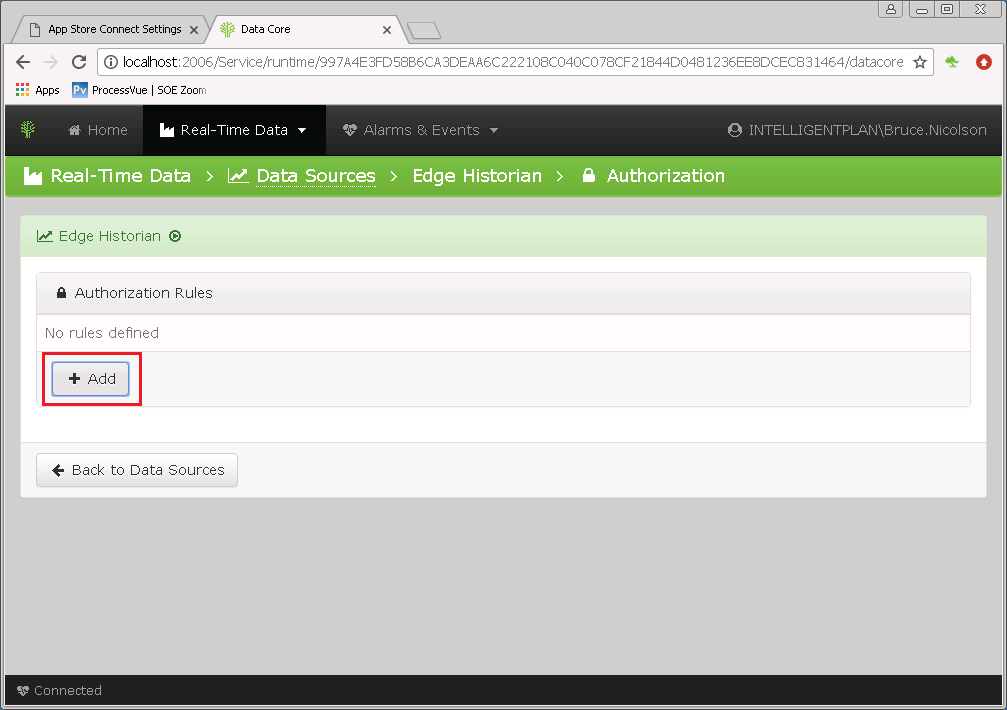 App Store Connect Settings
Data Core
localhost:2006/Service/runtime/997A4E3FD58B6CA3DEAA6C222108C040C078CF21844D0481236EE8DCEC831464/datacore
Apps
Pv ProcessVue | SOE Zoom
Home
Real-Time Data
Alarms & Events
INTELLIGENTPLAN\Bruce.Nicolson
Real-Time Data > Data Sources > Edge Historian > Authorization
Edge Historian
Authorization Rules
No rules defined
+ Add
Back to Data Sources
Connected